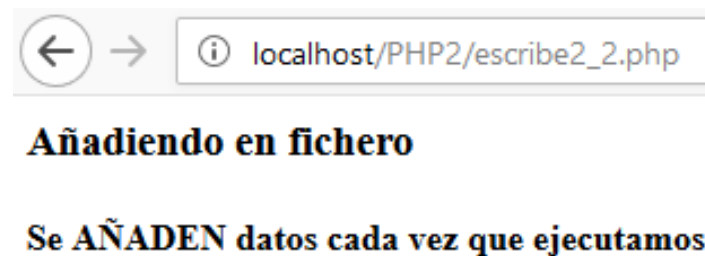 localhost/PHP2/escribe2_2.php
Añadiendo en fichero
Se AÑADEN datos cada vez que ejecutamos